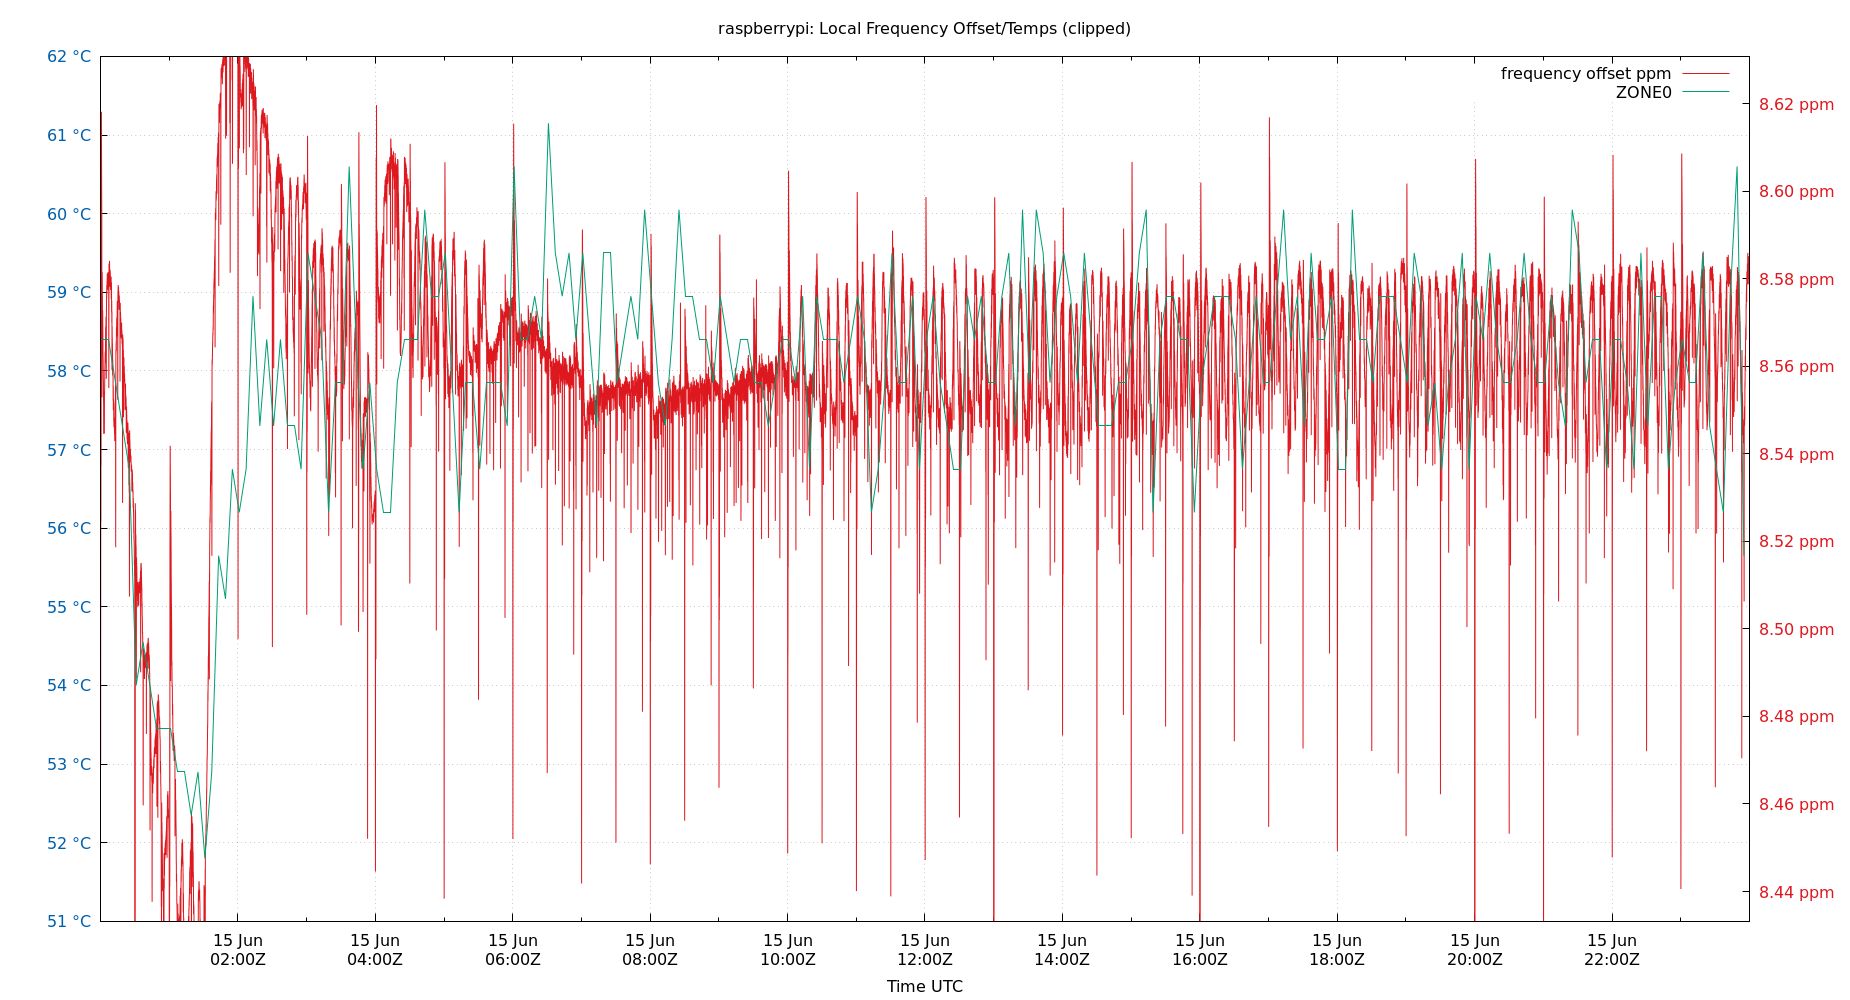 raspberrypi: Local Frequency Offset/Temps (clipped)
frequency offset ppm
ZONE0
62 °C
61 °C
60 °C
59 °C
58 °C
57 °C
56 °C
55 °C
54 °C
53 °C
52 °C
51 °C
8.62 ppm
8.60 ppm
8.58 ppm
8.56 ppm
8.54 ppm
8.52 ppm
8.50 ppm
8.48 ppm
8.46 ppm
8.44 ppm
15 Jun 15 Jun 15 Jun 15 Jun 15 Jun 15 Jun 15 Jun 15 Jun 15 Jun 15 Jun 15 Jun
02:00Z 04:00Z 06:00Z 08:00Z 10:00Z 12:00Z 14:00Z 16:00Z 18:00Z 20:00Z 22:00Z
Time UTC